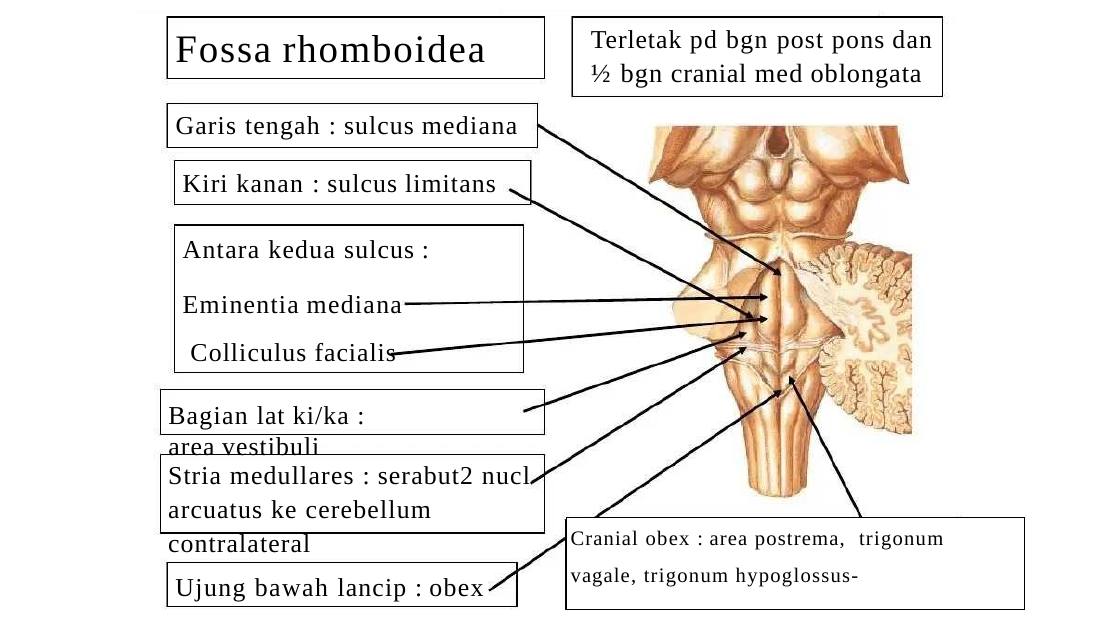 Fossa rhomboidea
Terletak pd bgn post pons dan
½ bgn cranial med oblongata
Garis tengah : sulcus mediana
Kiri kanan : sulcus limitans
Antara kedua sulcus :
Eminentia mediana
Colliculus facialis
Bagian lat ki/ka :
area vestibuli
Stria medullares : serabut2 nucl
arcuatus ke cerebellum
contralateral
Ujung bawah lancip : obex
Cranial obex : area postrema, trigonum
vagale, trigonum hypoglossus-